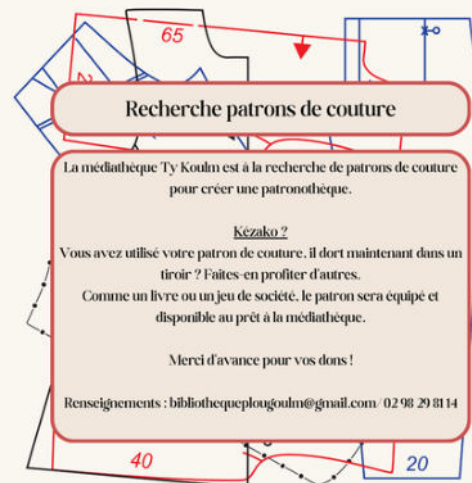 65
2
Recherche patrons de couture
La médiathèque Ty Koulm est à la recherche de patrons de couture
pour créer une patronothèque.
Kézako ?
Vous avez utilisé votre patron de couture, il dort maintenant dans un
tiroir ? Faites-en profiter d'autres.
Comme un livre ou un jeu de société, le patron sera équipé et
disponible au prêt à la médiathèque.
Merci d'avance pour vos dons !
Renseignements : bibliothequeplougoulm@gmail.com/ 02 98 29 81 14
40
20